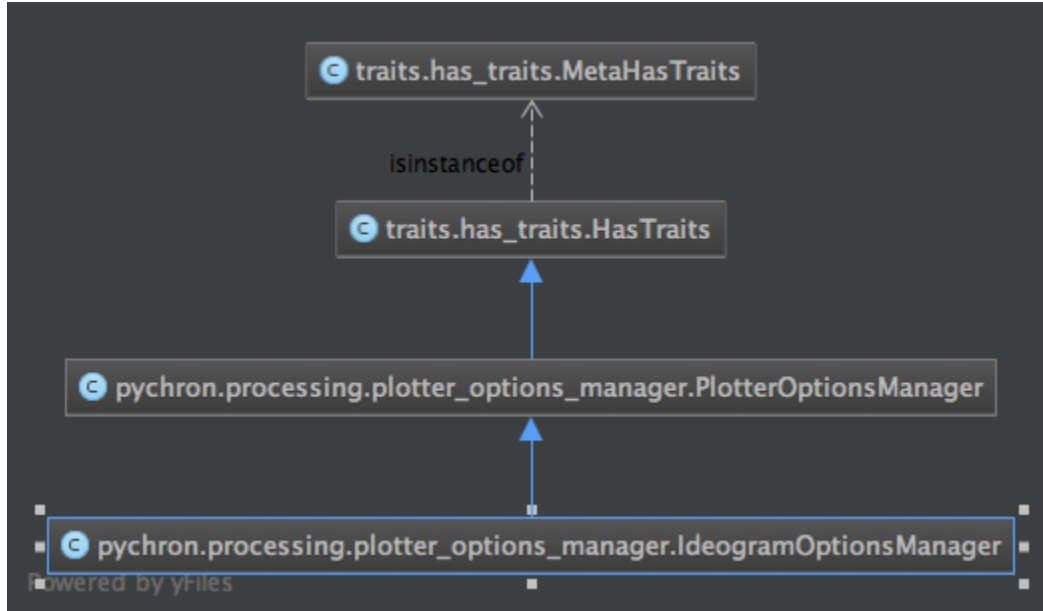 C traits.has_traits.MetaHasTraits
isinstanceof
C traits.has_traits.HasTraits
C pychron.processing.plotter_options_manager.PlotterOptionsManager
C pychron.processing.plotter_options_manager.IdeogramOptionsManager
Powered by yFiles